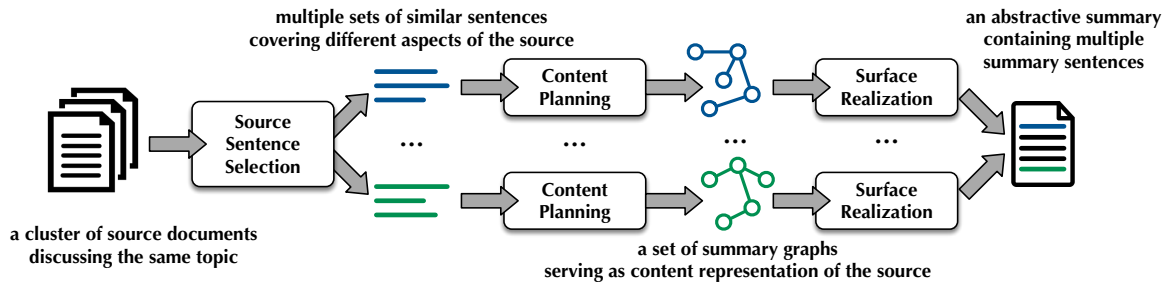 multiple sets of similar sentences
covering different aspects of the source
an abstractive summary
containing multiple
summary sentences
Source
Sentence
Selection
Content
Planning
Surface
Realization
...
...
...
...
Content
Planning
Surface
Realization
a cluster of source documents
discussing the same topic
a set of summary graphs
serving as content representation of the source